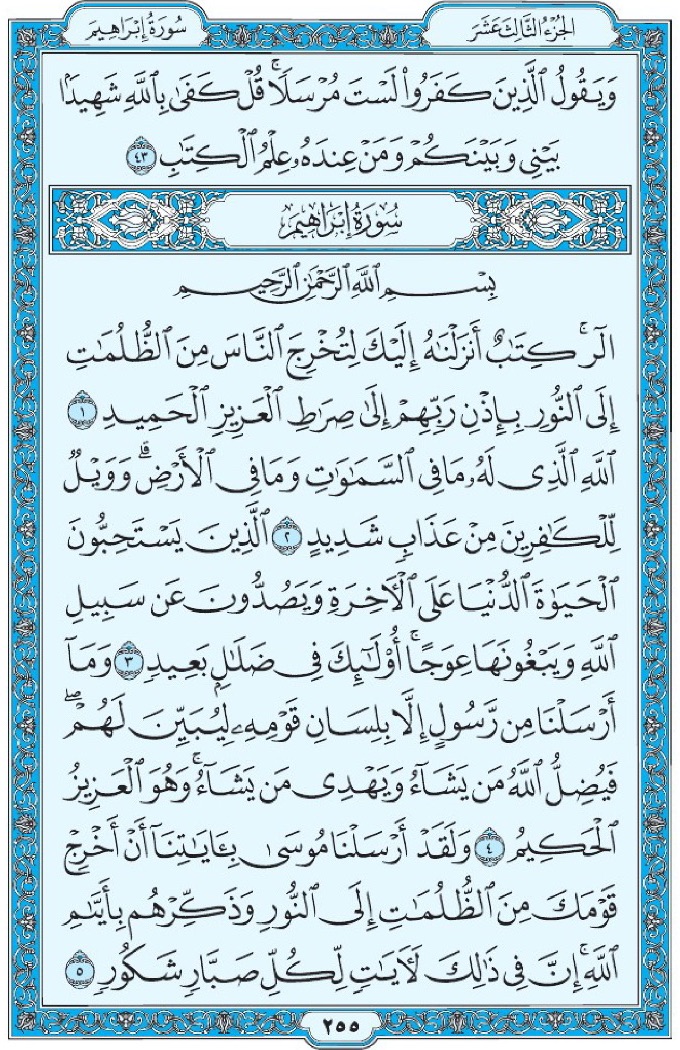 الجزء الثالث عشر
سورة إبراهيم
وَيَقُولُ ٱلَّذِينَ كَفَرُوا۟ لَسْتَ مُرْسَلًا ۚ قُلْ كَفَىٰ بِٱللَّهِ شَهِيدًۢا
بَيْنِى وَبَيْنَكُمْ وَمَنْ عِندَهُۥ عِلْمُ ٱلْكِتَٰبِ ٤٣
سُورَةُ إِبْرَاهِيمَ
بِسْمِ ٱللَّهِ ٱلرَّحْمَٰنِ ٱلرَّحِيمِ
الٓر ۚ كِتَٰبٌ أَنزَلْنَٰهُ إِلَيْكَ لِتُخْرِجَ ٱلنَّاسَ مِنَ ٱلظُّلُمَٰتِ
إِلَى ٱلنُّورِ بِإِذْنِ رَبِّهِمْ إِلَىٰ صِرَٰطِ ٱلْعَزِيزِ ٱلْحَمِيدِ ١
ٱللَّهِ ٱلَّذِى لَهُۥ مَا فِى ٱلسَّمَٰوَٰتِ وَمَا فِى ٱلْأَرْضِ ۗ وَوَيْلٌ
لِّلْكَٰفِرِينَ مِنْ عَذَابٍ شَدِيدٍ ٢ ٱلَّذِينَ يَسْتَحِبُّونَ
ٱلْحَيَوٰةَ ٱلدُّنْيَا عَلَى ٱلْءَاخِرَةِ وَيَصُدُّونَ عَن سَبِيلِ
ٱللَّهِ وَيَبْغُونَهَا عِوَجًا ۚ أُو۟لَٰٓئِكَ فِى ضَلَٰلٍۭ بَعِيدٍ ٣ وَمَآ
أَرْسَلْنَا مِن رَّسُولٍ إِلَّا بِلِسَانِ قَوْمِهِۦ لِيُبَيِّنَ لَهُمْ ۖ
فَيُضِلُّ ٱللَّهُ مَن يَشَآءُ وَيَهْدِى مَن يَشَآءُ ۚ وَهُوَ ٱلْعَزِيزُ
ٱلْحَكِيمُ ٤ وَلَقَدْ أَرْسَلْنَا مُوسَىٰ بِـَٔايَٰتِنَآ أَنْ أَخْرِجْ
قَوْمَكَ مِنَ ٱلظُّلُمَٰتِ إِلَى ٱلنُّورِ وَذَكِّرْهُم بِأَيَّىٰمِ
ٱللَّهِ ۚ إِنَّ فِى ذَٰلِكَ لَءَايَٰتٍ لِّكُلِّ صَبَّارٍ شَكُورٍ ٥
٢٥٥